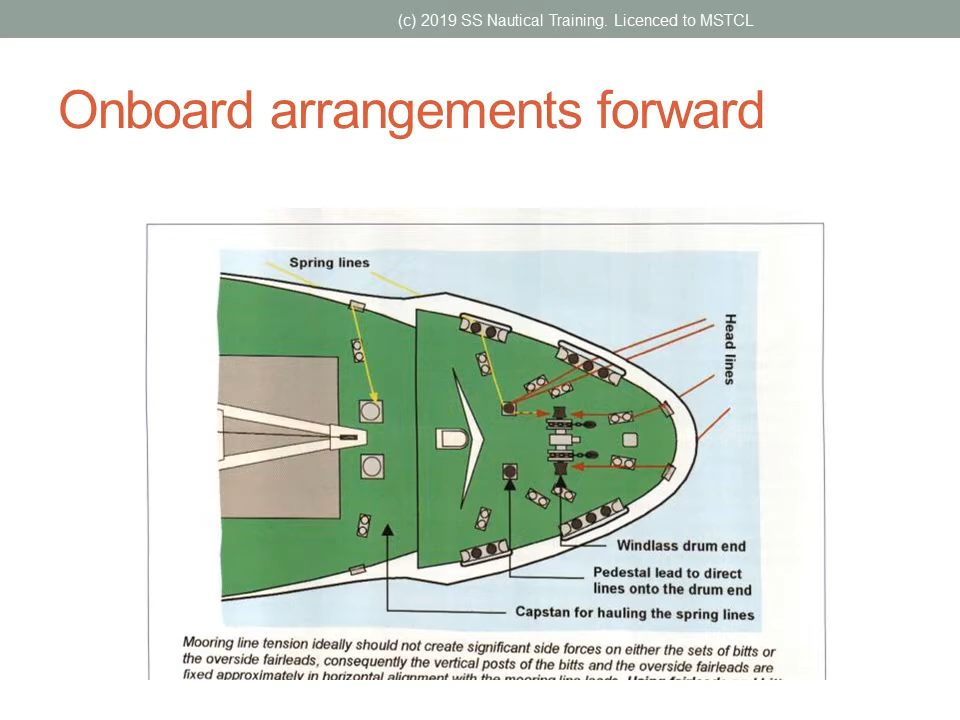 (c) 2019 SS Nautical Training. Licenced to MSTCL
Onboard arrangements forward
Spring lines
Head lines
Windlass drum end
Pedestal lead to direct
lines onto the drum end
Capstan for hauling the spring lines
Mooring line tension ideally should not create significant side forces on either the sets of bitts or
the overside fairleads, consequently the vertical posts of the bitts and the overside fairleads are
fixed approximately in horizontal alignment with the mooring line leads. Using